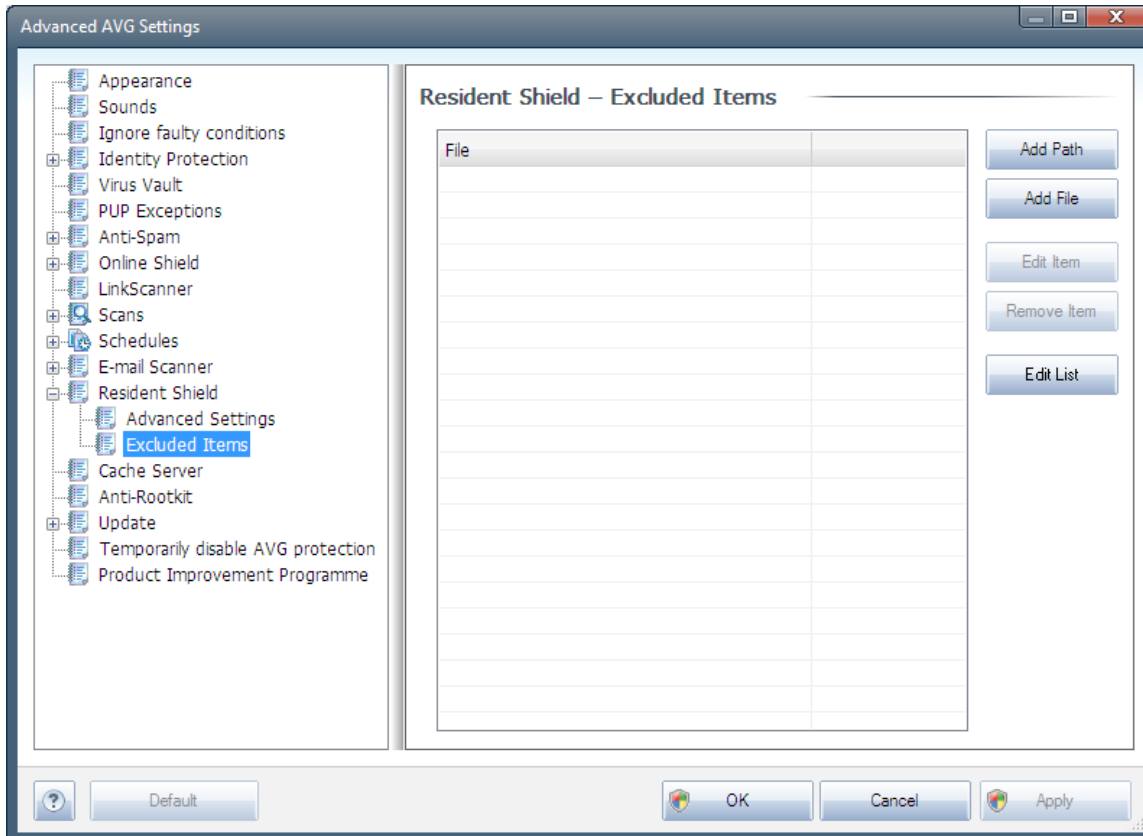 Advanced AVG Settings
Appearance
Sounds
Ignore faulty conditions
Identity Protection
Virus Vault
PUP Exceptions
Anti-Spam
Online Shield
LinkScanner
Scans
Schedules
E-mail Scanner
Resident Shield
Advanced Settings
Excluded Items
Cache Server
Anti-Rootkit
Update
Temporarily disable AVG protection
Product Improvement Programme
Resident Shield – Excluded Items
File
Add Path
Add File
Edit Item
Remove Item
Edit List
?
Default
OK
Cancel
Apply